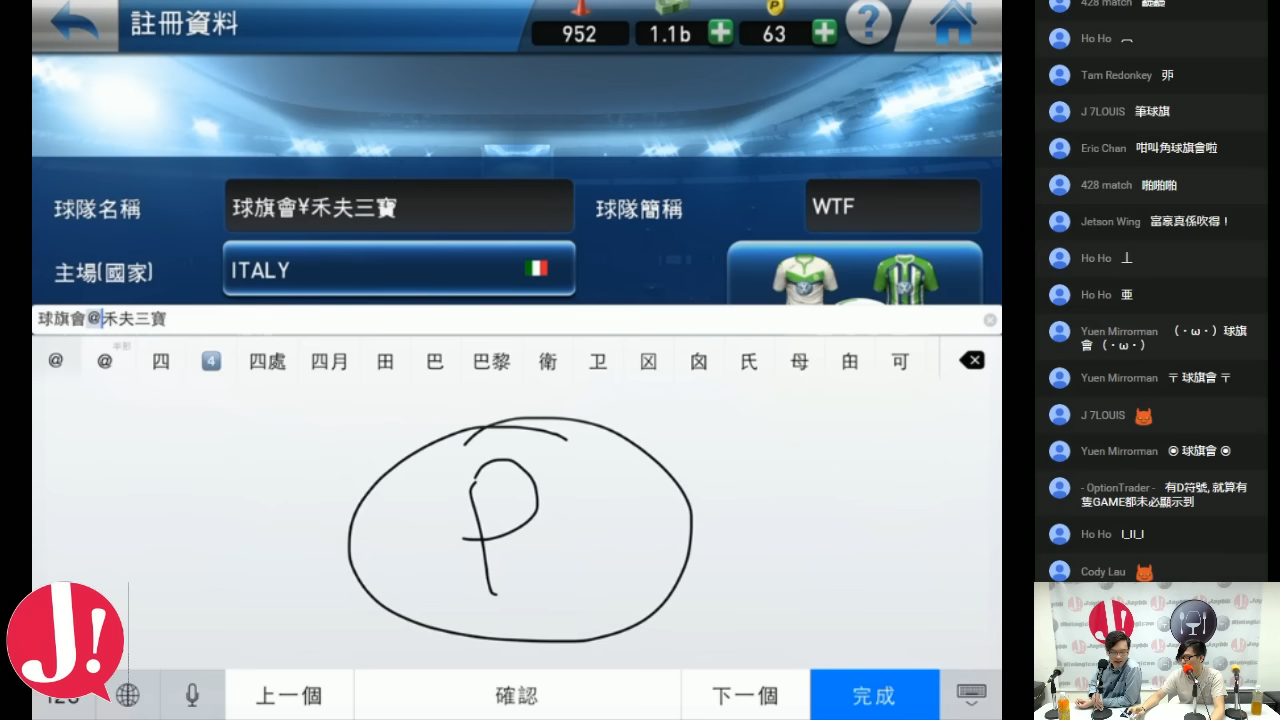 註冊資料
952
1.1b
63
?
球隊名稱
球旗會¥禾夫三寶
球隊簡稱
WTF
主場(國家)
ITALY
球旗會@禾夫三寶
半形
@ @ 四 4 四處 四月 田 巴 巴黎 衛 卫 囟 囱 氏 母 甶 可
P
上一個
確認
下一個
完成
J!
428 match
Ho Ho
Tam Redonkey
J 7LOUIS 筆球旗
Eric Chan 咁叫角球旗會啦
428 match 啪啪啪
Jetson Wing 富豪真係吹得！
Ho Ho 丄
Ho Ho 亜
Yuen Mirrorman （・ω・）球旗
會（・ω・）
Yuen Mirrorman 〒球旗會〒
J 7LOUIS
Yuen Mirrorman ◉球旗會◉
- OptionTrader - 有D符號, 就算有
隻GAME都未必顯示到
Ho Ho l_ll_l
Cody Lau